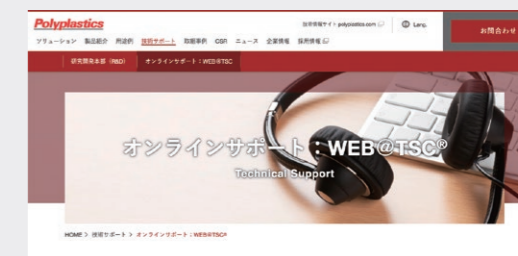 Polyplastics
技術情報サイト polyplastics.com
Lang.
お問合わせ
ソリューション 製品紹介 用途例 技術サポート 取組事例 CSR ニュース 企業情報 採用情報
研究開発本部（R&D） オンラインサポート：WEB@TSC
オンラインサポート：WEB@TSC®
Technical Support
HOME > 技術サポート > オンラインサポート：WEB@TSC®